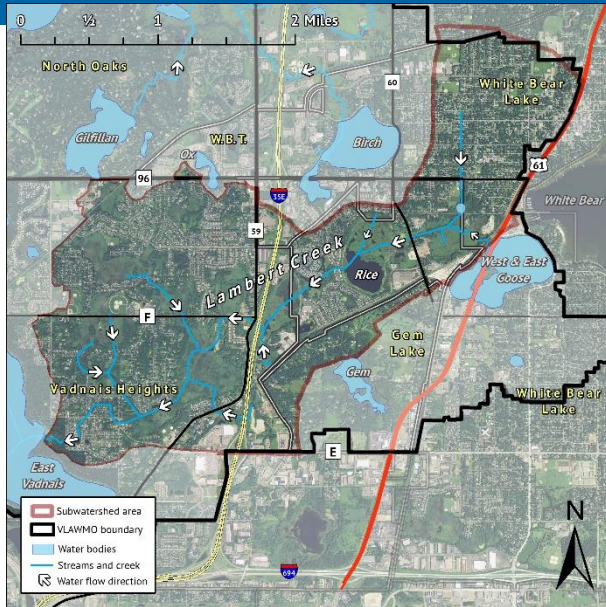 0 ½ 1 2 Miles
North Oaks
60
White Bear
Lake
Gilfillan
W.B.T.
Ox
Birch
61
96
35E
White Bear
59
Lambert Creek
Rice
West & East
Goose
F
Gem
Lake
Vadnais Heights
Gem
White Bear
Lake
East
Vadnais
E
Subwatershed area
VLAWMO boundary
Water bodies
Streams and creek
Water flow direction
N
694